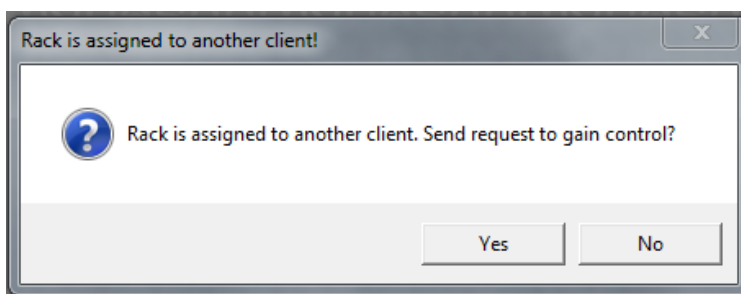 Rack is assigned to another client!
Rack is assigned to another client. Send request to gain control?
Yes No